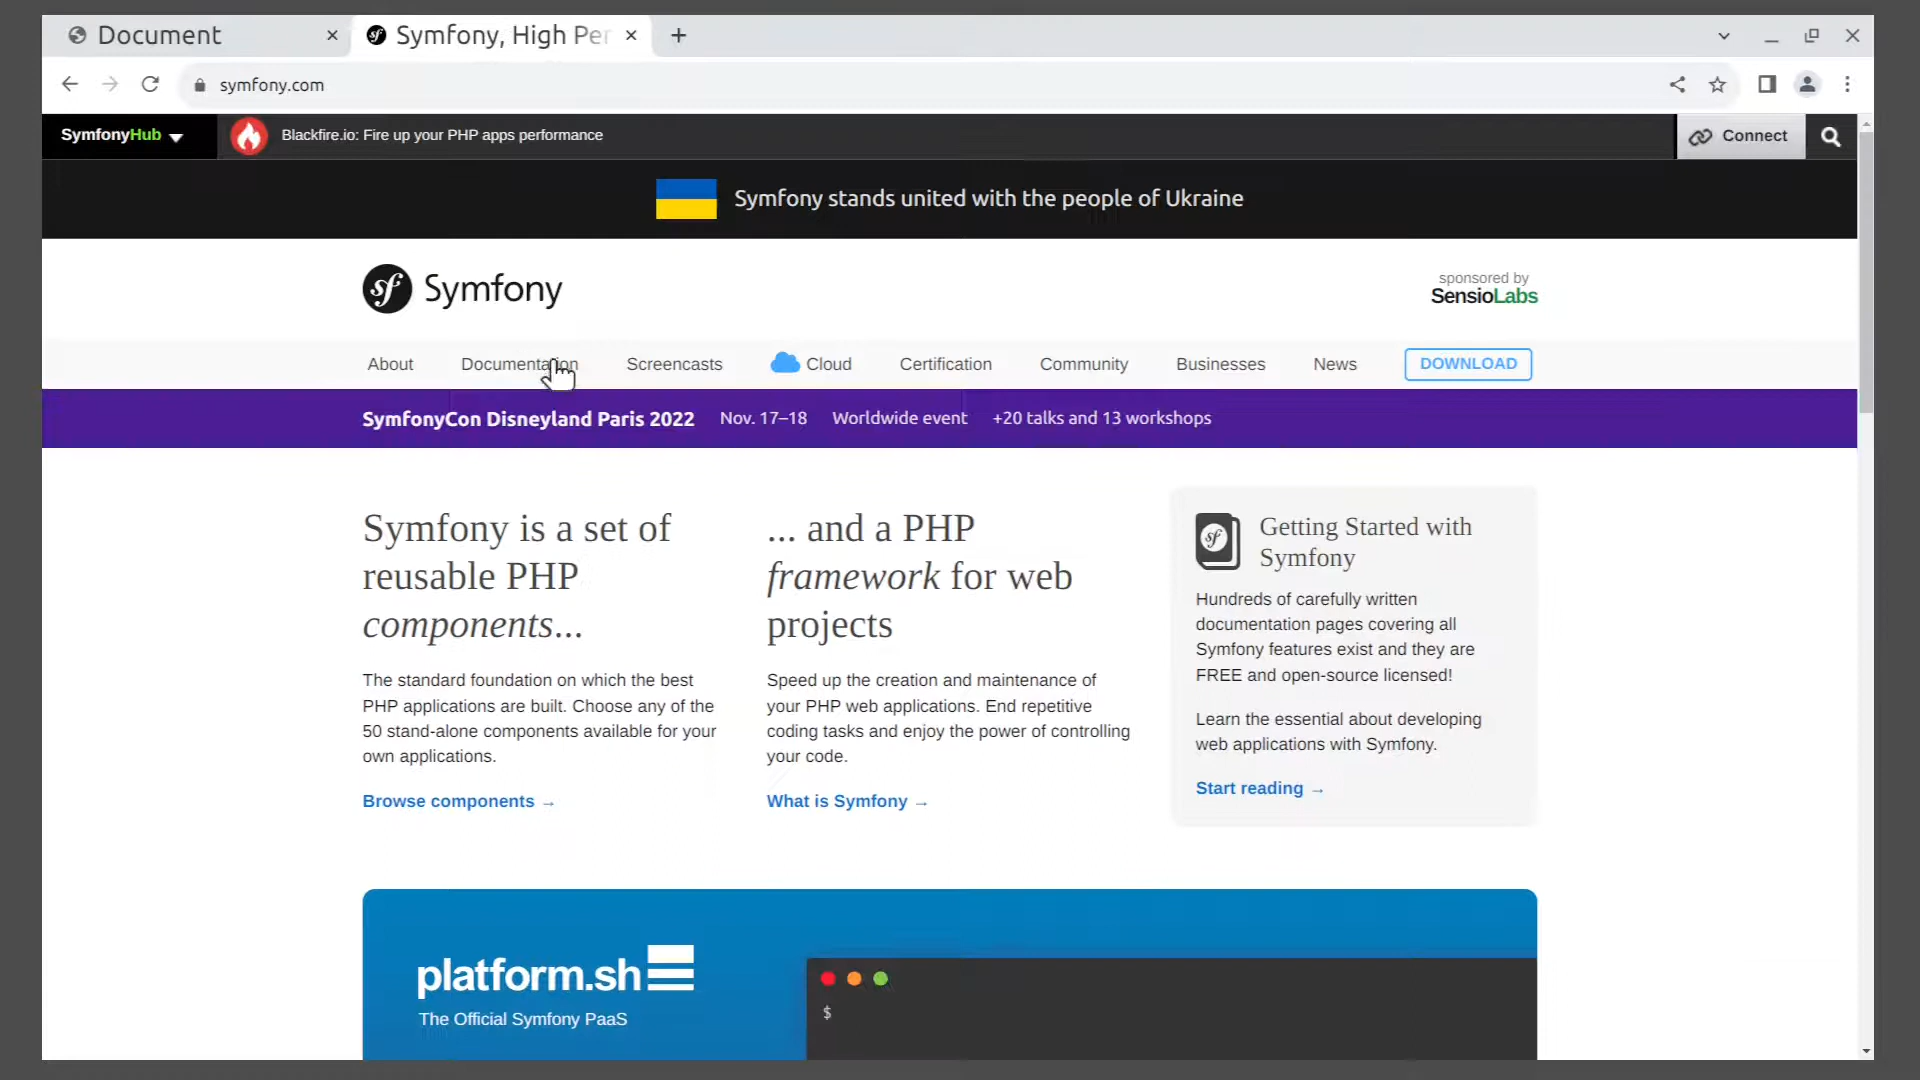 Document
Symfony, High Per
symfony.com
SymfonyHub
Blackfire.io: Fire up your PHP apps performance
Connect
Symfony stands united with the people of Ukraine
sf Symfony
sponsored by
SensioLabs
About Documentation Screencasts Cloud Certification Community Businesses News DOWNLOAD
SymfonyCon Disneyland Paris 2022 Nov. 17–18 Worldwide event +20 talks and 13 workshops
Symfony is a set of
reusable PHP
components...
The standard foundation on which the best
PHP applications are built. Choose any of the
50 stand-alone components available for your
own applications.
Browse components →
... and a PHP
framework for web
projects
Speed up the creation and maintenance of
your PHP web applications. End repetitive
coding tasks and enjoy the power of controlling
your code.
What is Symfony →
sf
Getting Started with
Symfony
Hundreds of carefully written
documentation pages covering all
Symfony features exist and they are
FREE and open-source licensed!
Learn the essential about developing
web applications with Symfony.
Start reading →
platform.sh
The Official Symfony PaaS
$